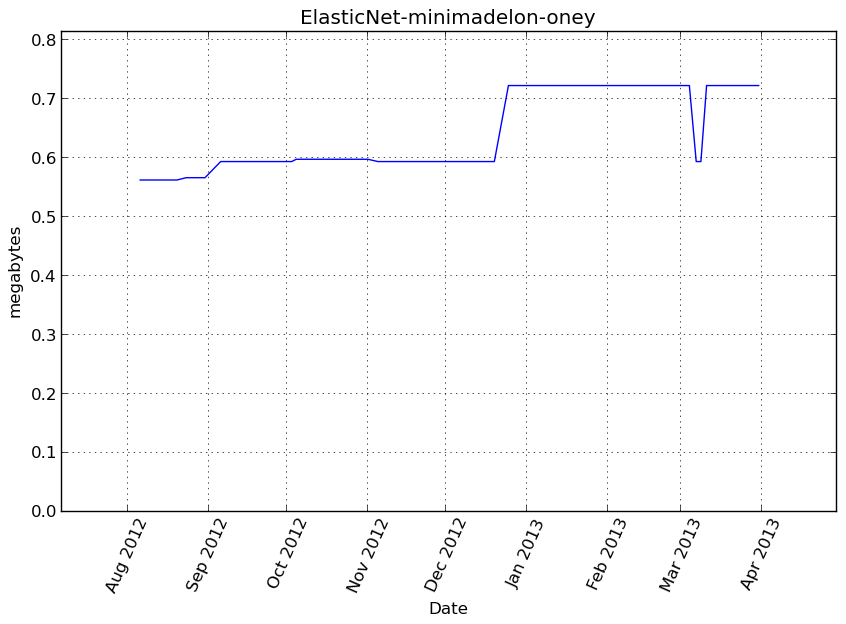 ElasticNet-minimadelon-oney
0.8
0.7
0.6
0.5
0.4
0.3
0.2
0.1
0.0
megabytes
Aug 2012
Sep 2012
Oct 2012
Nov 2012
Dec 2012
Jan 2013
Feb 2013
Mar 2013
Apr 2013
Date